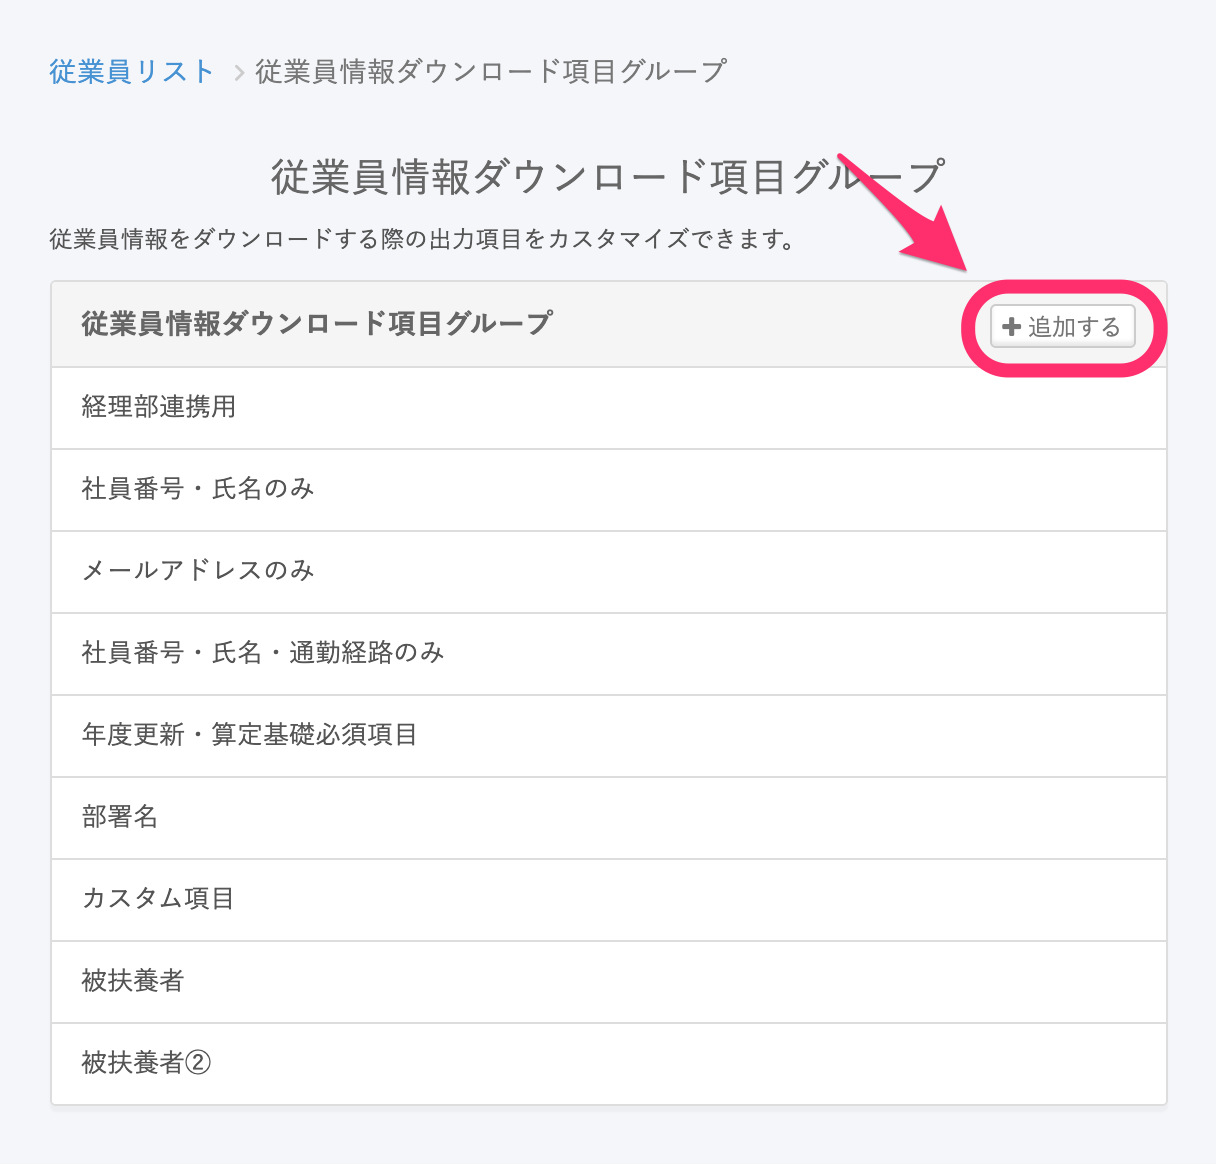 従業員リスト > 従業員情報ダウンロード項目グループ
従業員情報ダウンロード項目グループ
従業員情報をダウンロードする際の出力項目をカスタマイズできます。
従業員情報ダウンロード項目グループ
+ 追加する
経理部連携用
社員番号・氏名のみ
メールアドレスのみ
社員番号・氏名・通勤経路のみ
年度更新・算定基礎必須項目
部署名
カスタム項目
被扶養者
被扶養者②